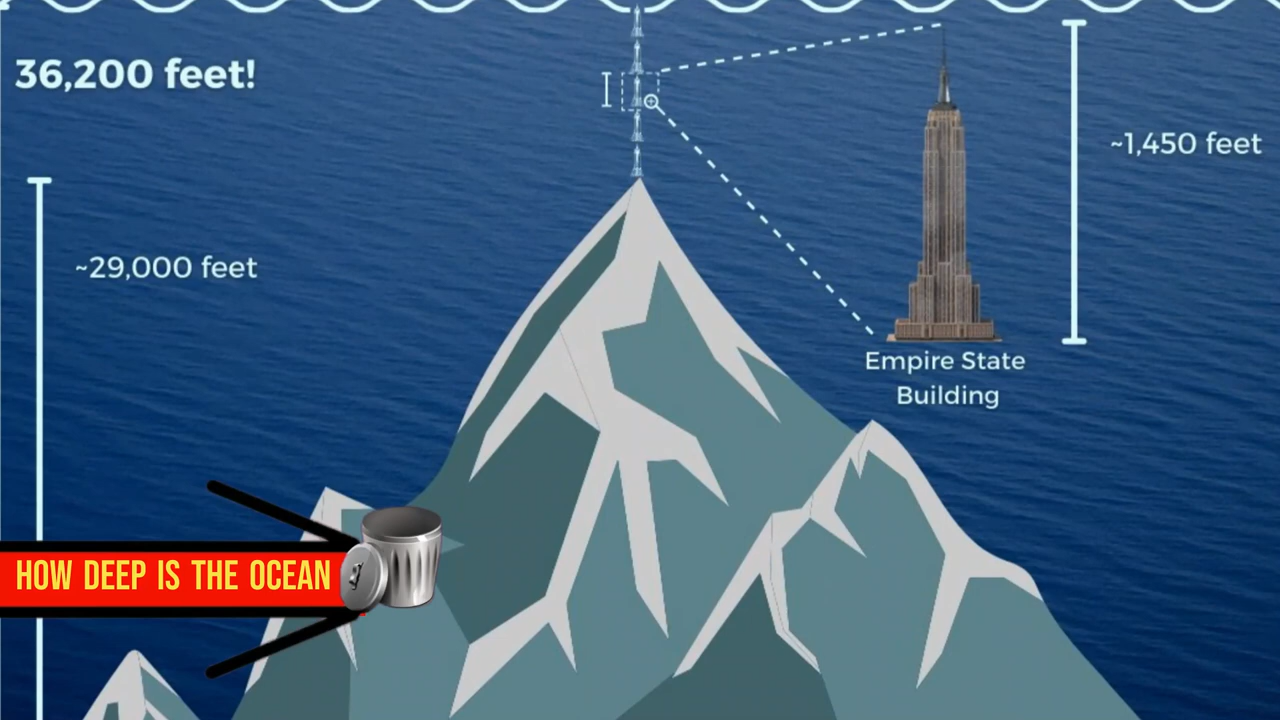 36,200 feet!
~1,450 feet
~29,000 feet
Empire State
Building
HOW DEEP IS THE OCEAN